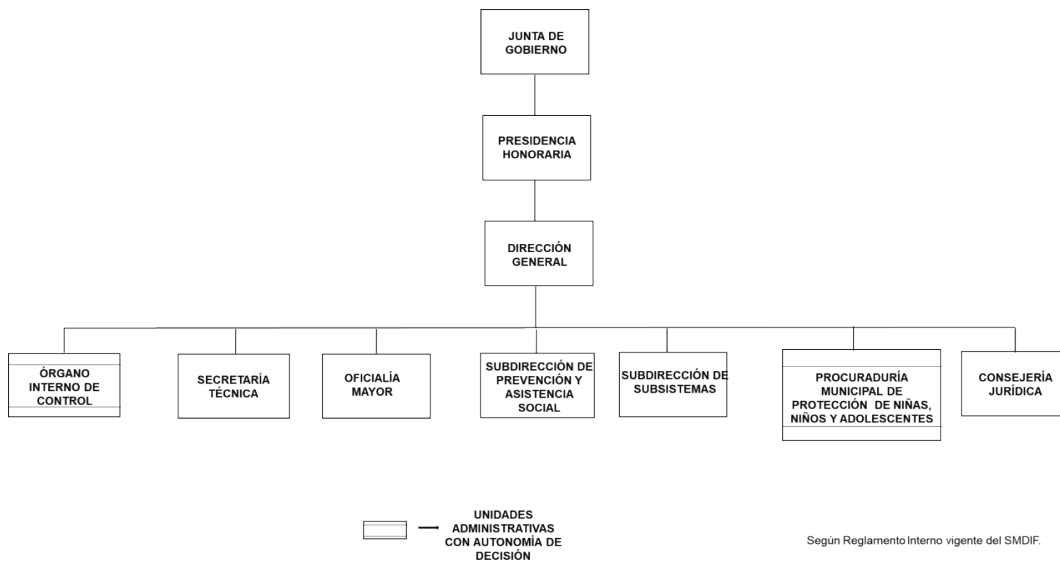 JUNTA DE
GOBIERNO
PRESIDENCIA
HONORARIA
DIRECCIÓN
GENERAL
ÓRGANO
INTERNO DE
CONTROL
SECRETARÍA
TÉCNICA
OFICIALÍA
MAYOR
SUBDIRECCIÓN DE
PREVENCIÓN Y
ASISTENCIA
SOCIAL
SUBDIRECCIÓN DE
SUBSISTEMAS
PROCURADURÍA
MUNICIPAL DE
PROTECCIÓN DE NIÑAS,
NIÑOS Y ADOLESCENTES
CONSEJERÍA
JURÍDICA
UNIDADES
ADMINISTRATIVAS
CON AUTONOMÍA DE
DECISIÓN
Según Reglamento Interno vigente del SMDIF.